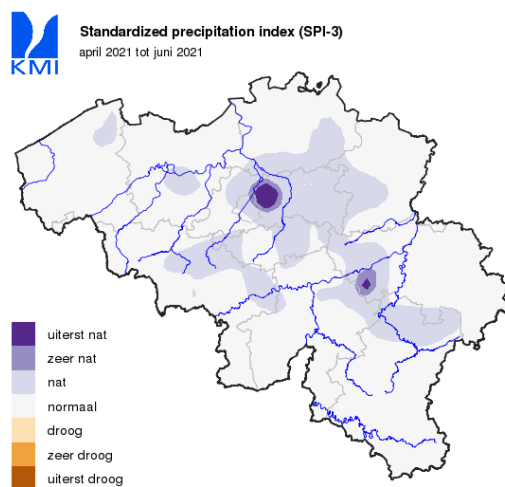 Standardized precipitation index (SPI-3)
april 2021 tot juni 2021
KMI
uiterst nat
zeer nat
nat
normaal
droog
zeer droog
uiterst droog